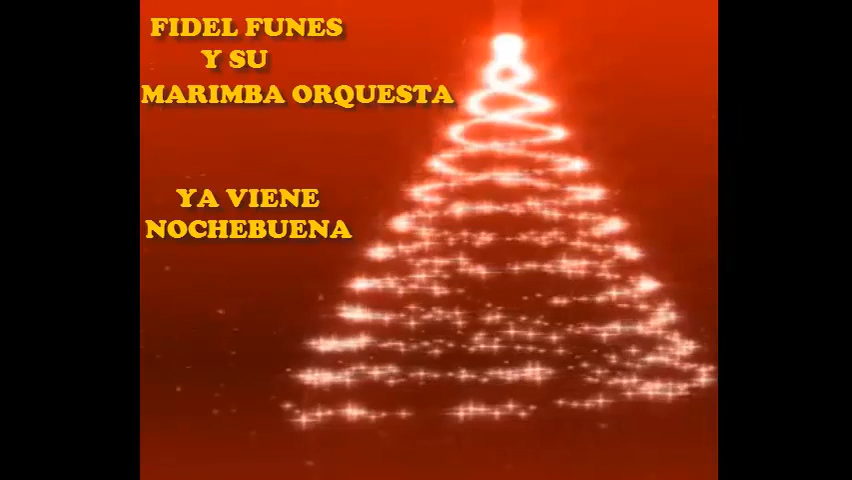 FIDEL FUNES
Y SU
MARIMBA ORQUESTA
YA VIENE
NOCHEBUENA